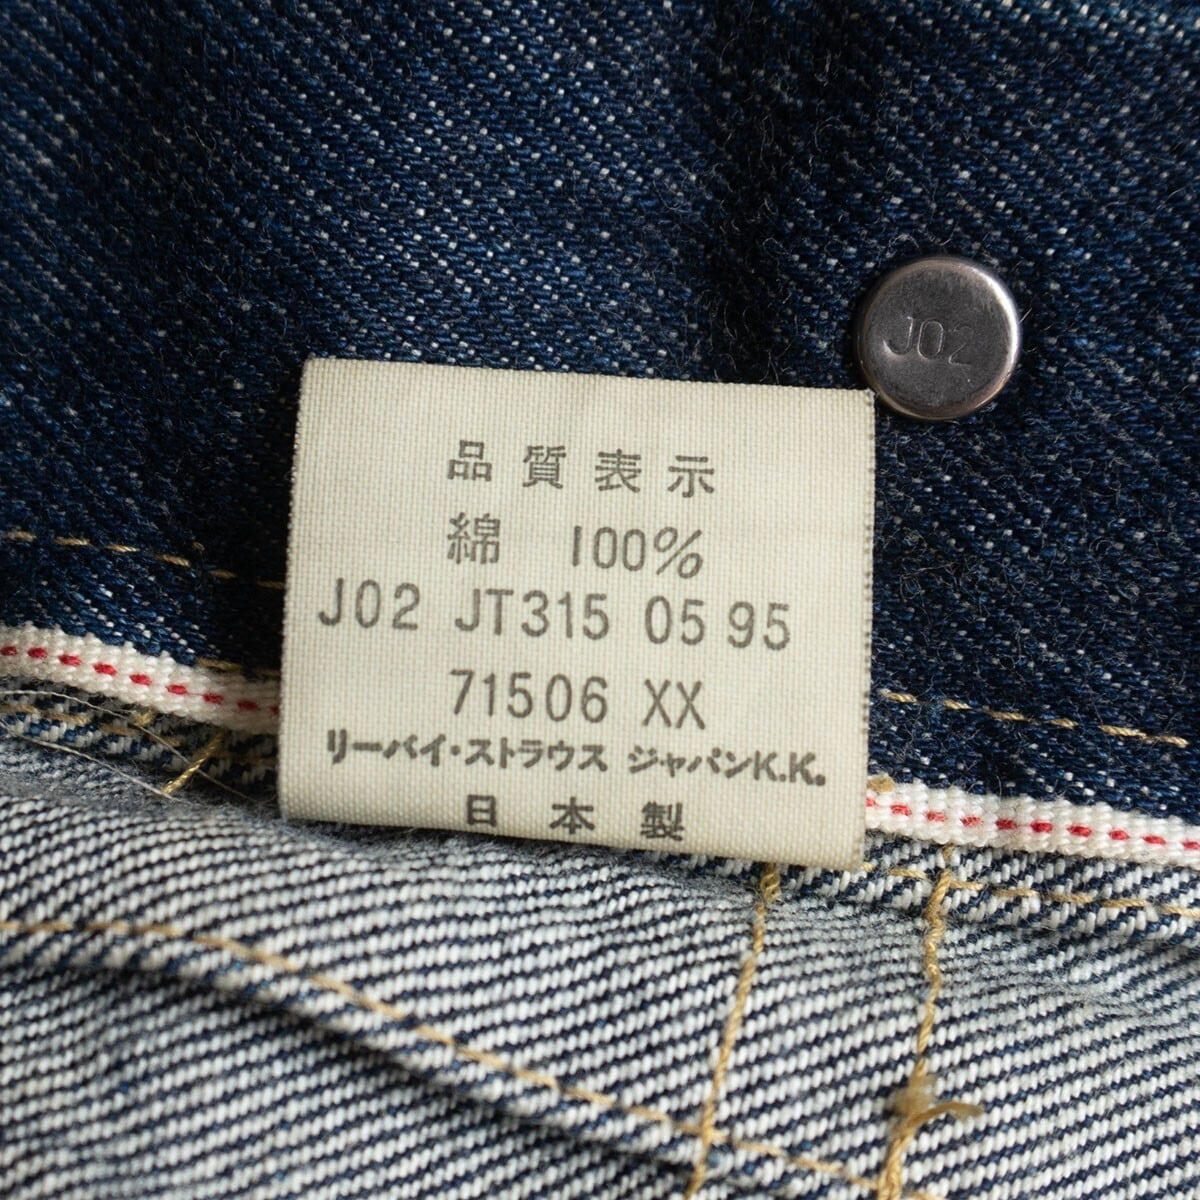 J02
品質表示
綿 100%
J02 JT315 05 95
71506 XX
リーバイ・ストラウス ジャパンK.K.
日本製